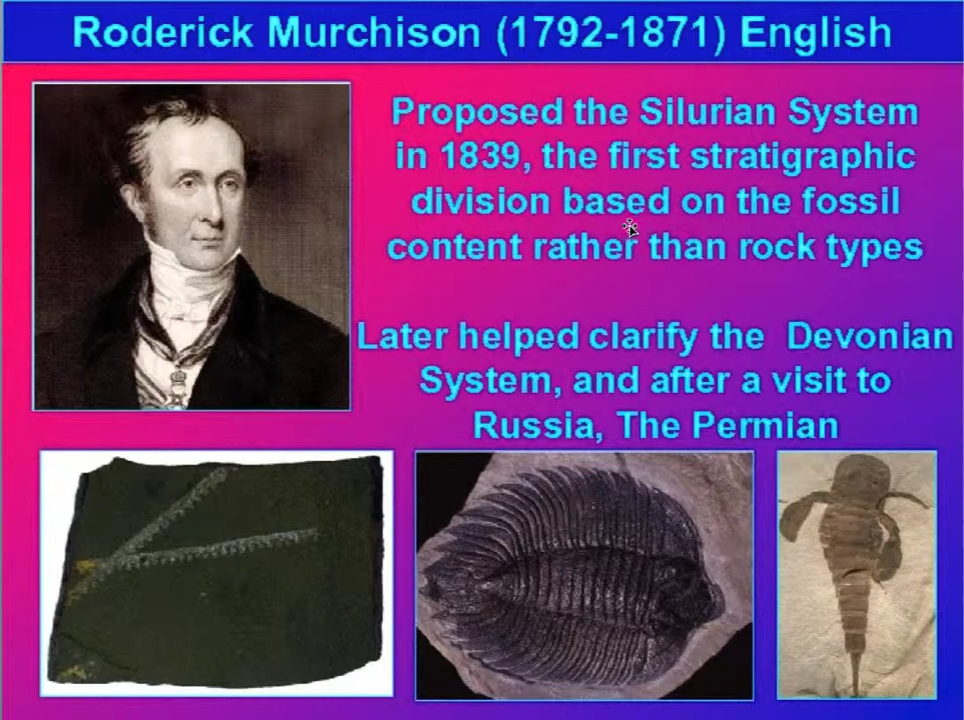 Roderick Murchison (1792-1871) English
Proposed the Silurian System
in 1839, the first stratigraphic
division based on the fossil
content rather than rock types
Later helped clarify the Devonian
System, and after a visit to
Russia, The Permian